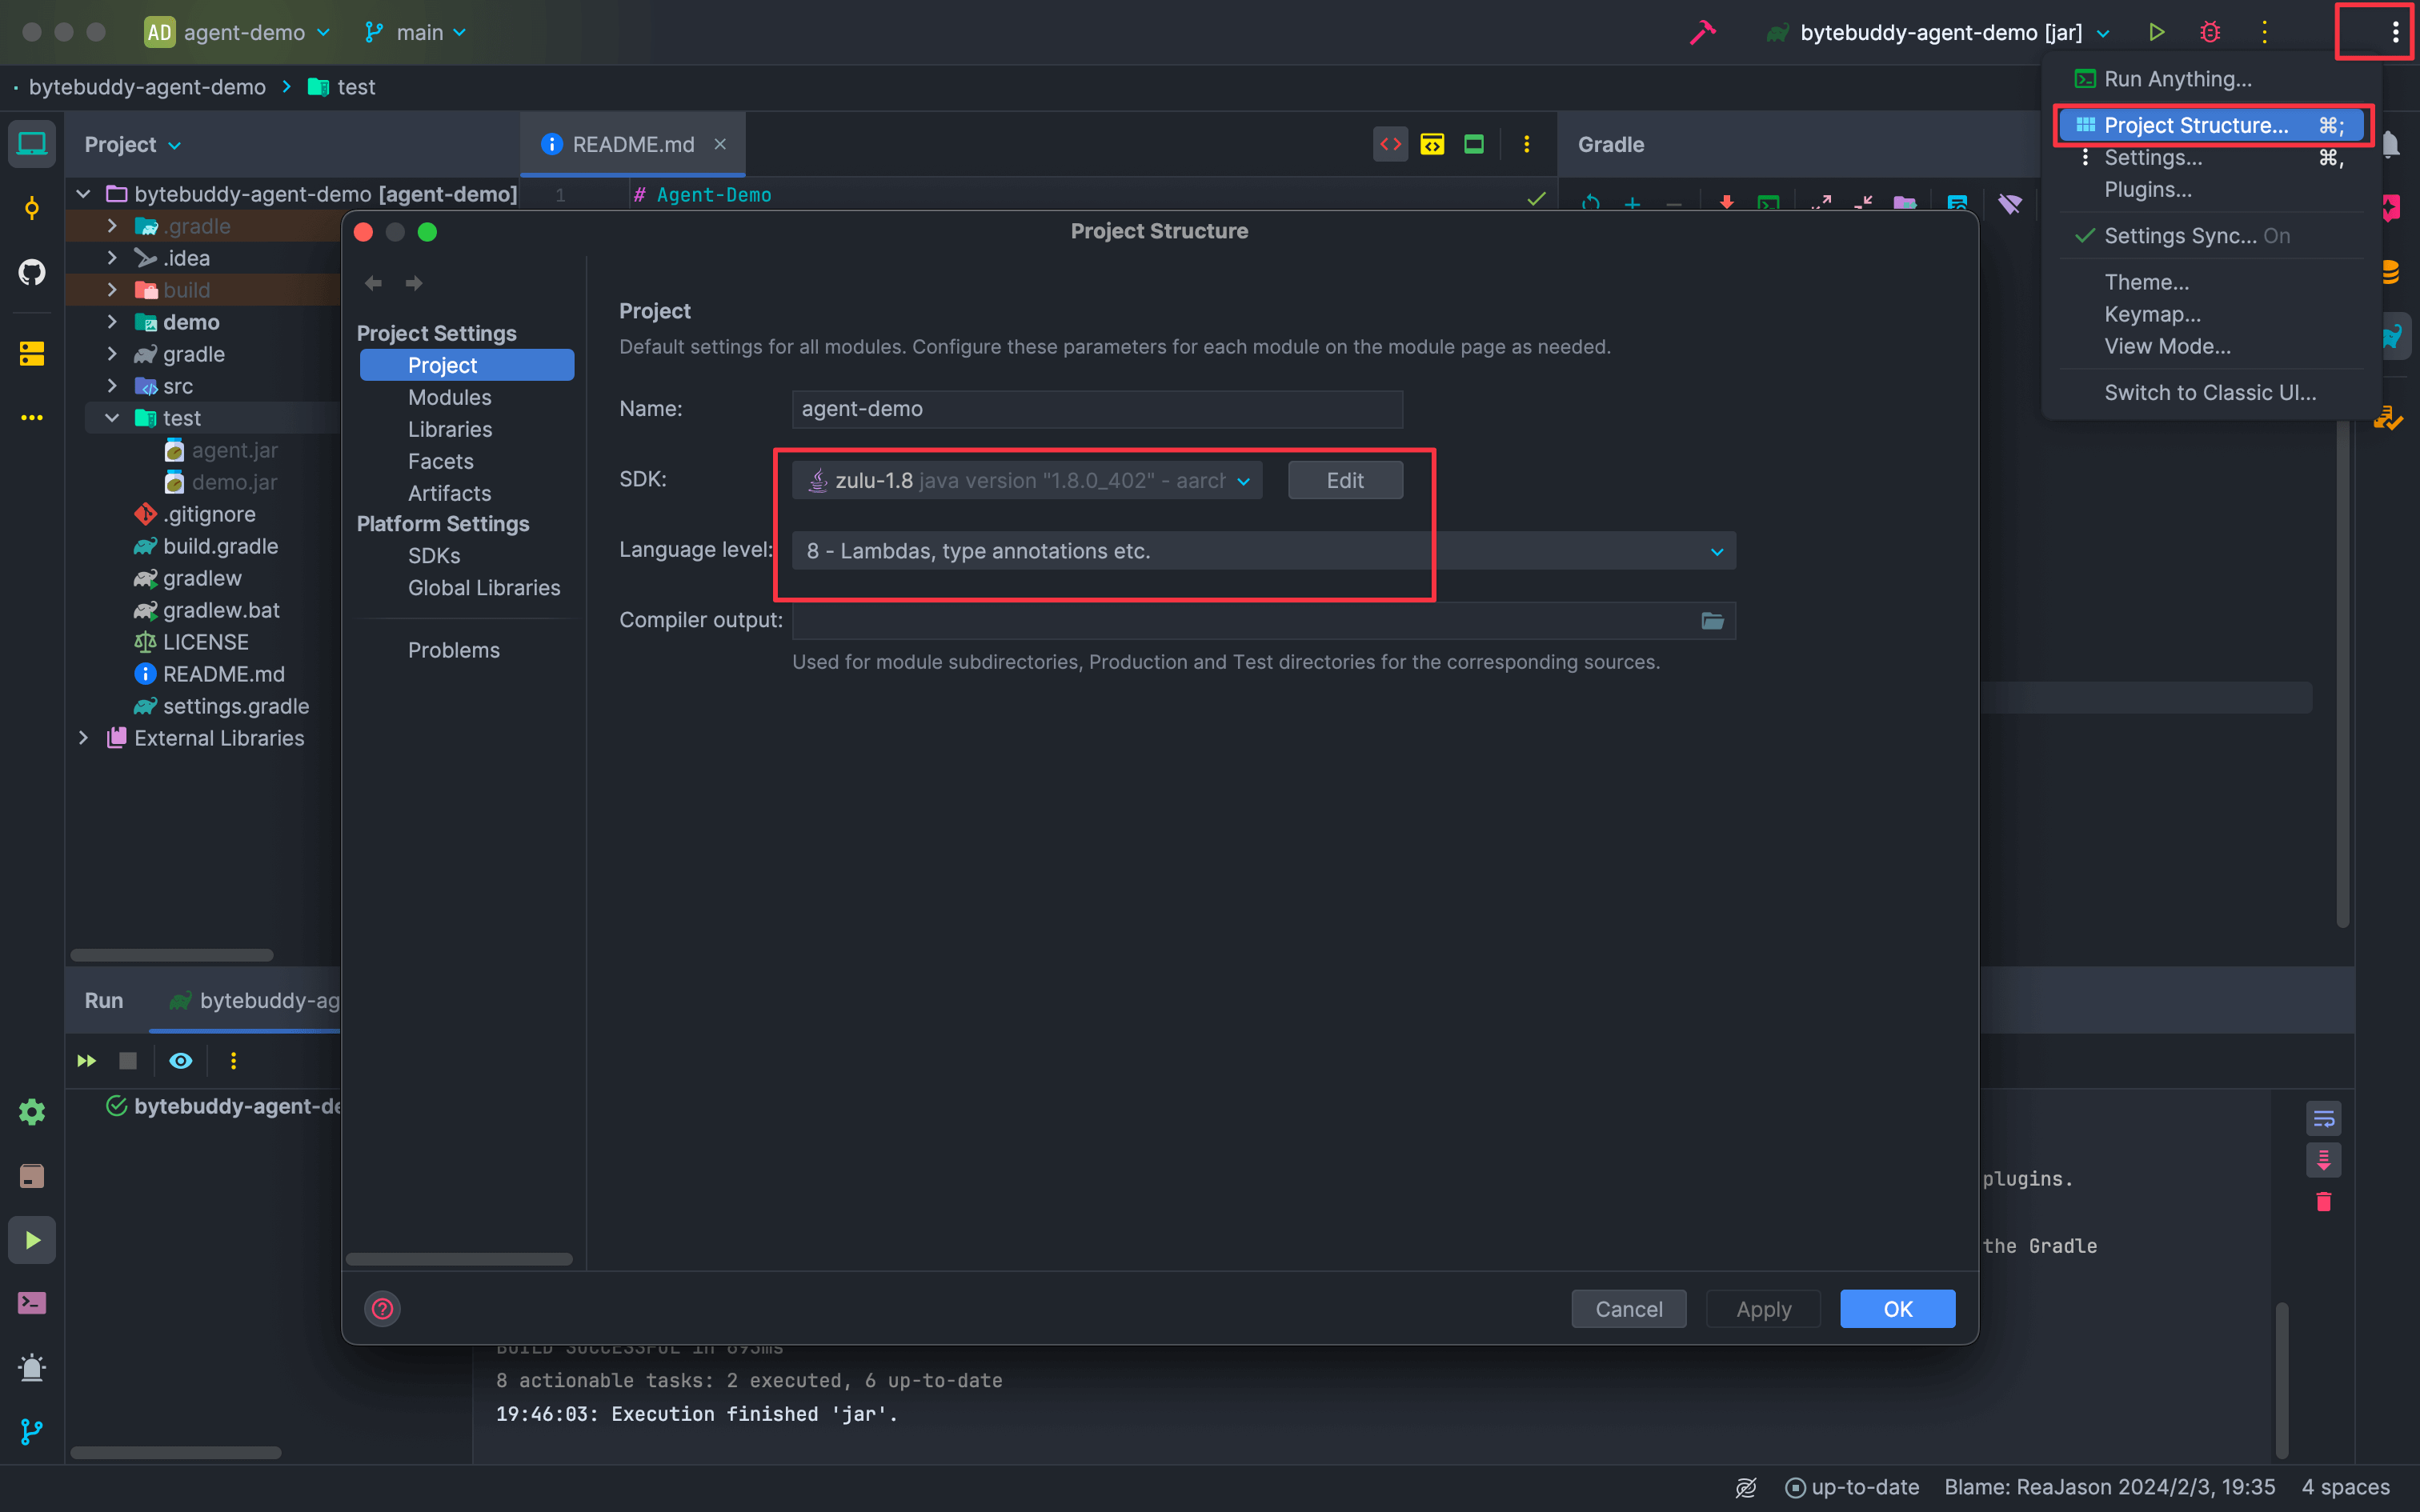 AD agent-demo main bytebuddy-agent-demo [jar]
bytebuddy-agent-demo test
Run Anything...
Project Structure... ⌘;
Settings... ⌘,
Plugins...
Settings Sync... On
Theme...
Keymap...
View Mode...
Switch to Classic UI...
Project
README.md
Gradle
bytebuddy-agent-demo [agent-demo]
.gradle
.idea
build
demo
gradle
src
test
agent.jar
demo.jar
.gitignore
build.gradle
gradlew
gradlew.bat
LICENSE
README.md
settings.gradle
External Libraries
1 # Agent-Demo
Project Structure
Project Settings
Project
Modules
Libraries
Facets
Artifacts
Platform Settings
SDKs
Global Libraries
Problems
Project
Default settings for all modules. Configure these parameters for each module on the module page as needed.
Name: agent-demo
SDK: zulu-1.8 java version "1.8.0_402" - aarch Edit
Language level: 8 - Lambdas, type annotations etc.
Compiler output:
Used for module subdirectories, Production and Test directories for the corresponding sources.
Cancel Apply OK
Run bytebuddy-ag
bytebuddy-agent-de
plugins.
the Gradle
BUILD SUCCESSFUL in 693ms
8 actionable tasks: 2 executed, 6 up-to-date
19:46:03: Execution finished 'jar'.
up-to-date Blame: ReaJason 2024/2/3, 19:35 4 spaces